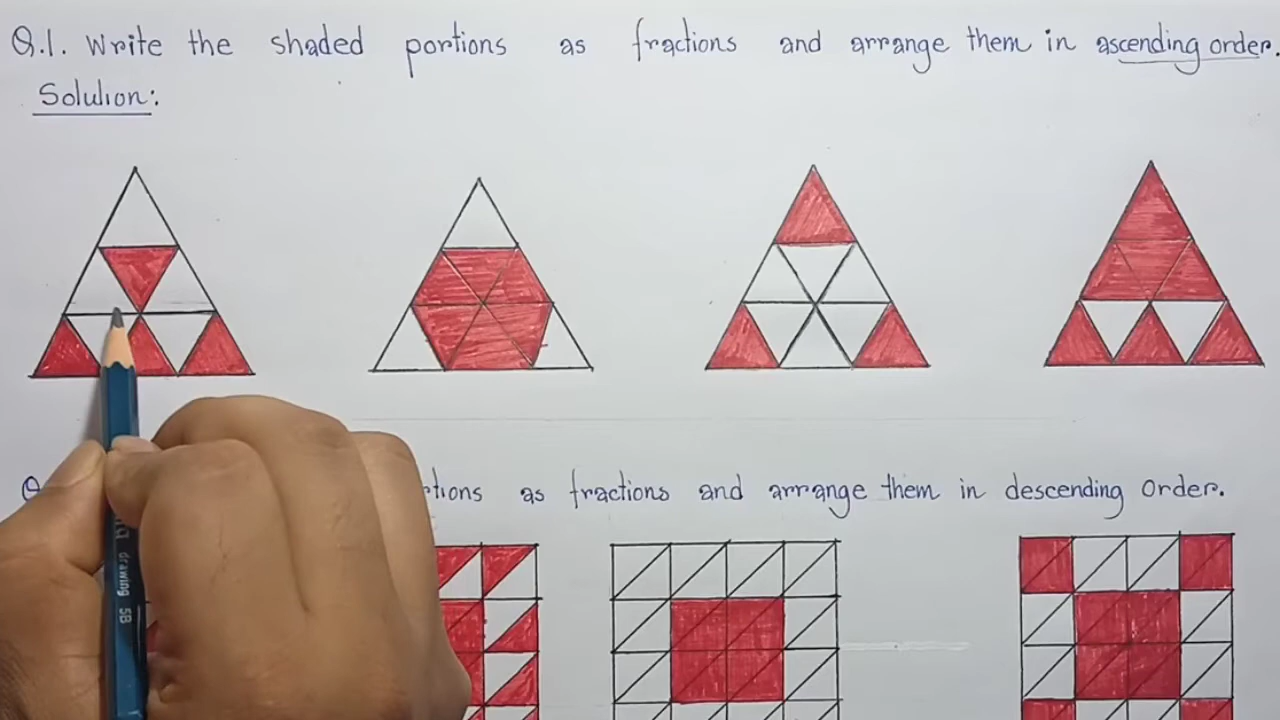 Q.1. Write the shaded portions as fractions and arrange them in ascending order.
Solution:
as fractions and arrange them in descending order.
drawing 5B